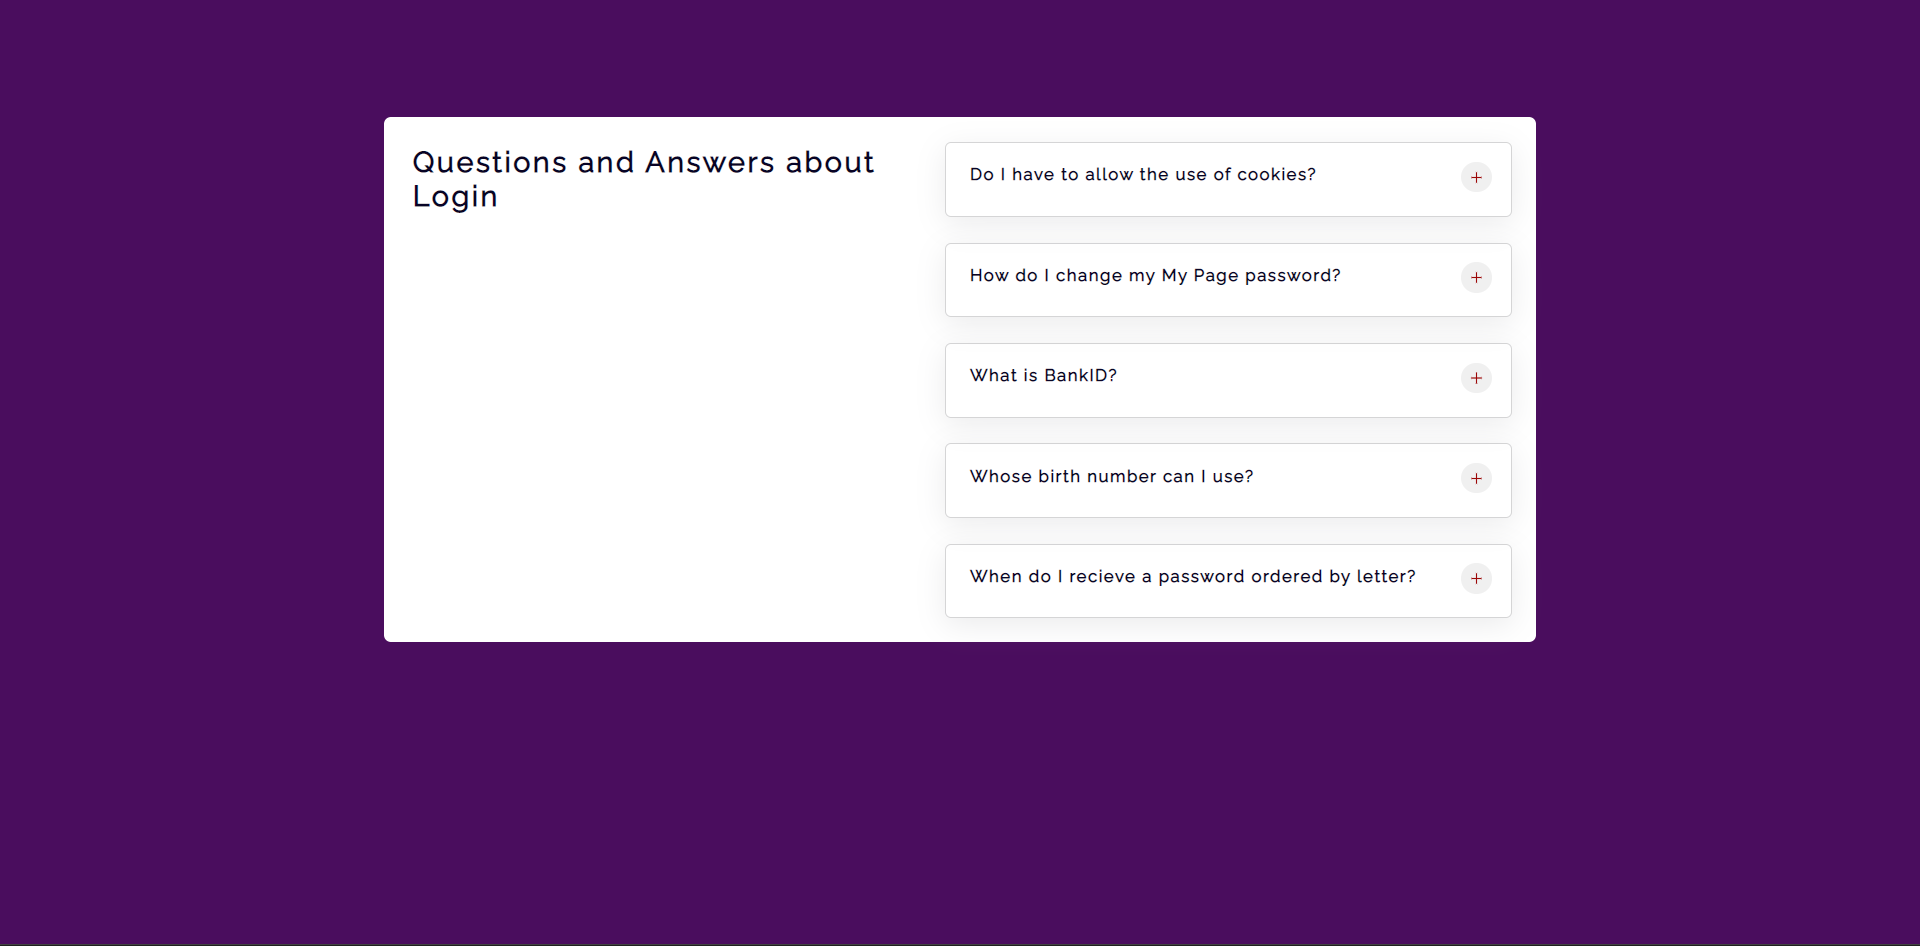 Questions and Answers about
Login
Do I have to allow the use of cookies?
How do I change my My Page password?
What is BankID?
Whose birth number can I use?
When do I recieve a password ordered by letter?